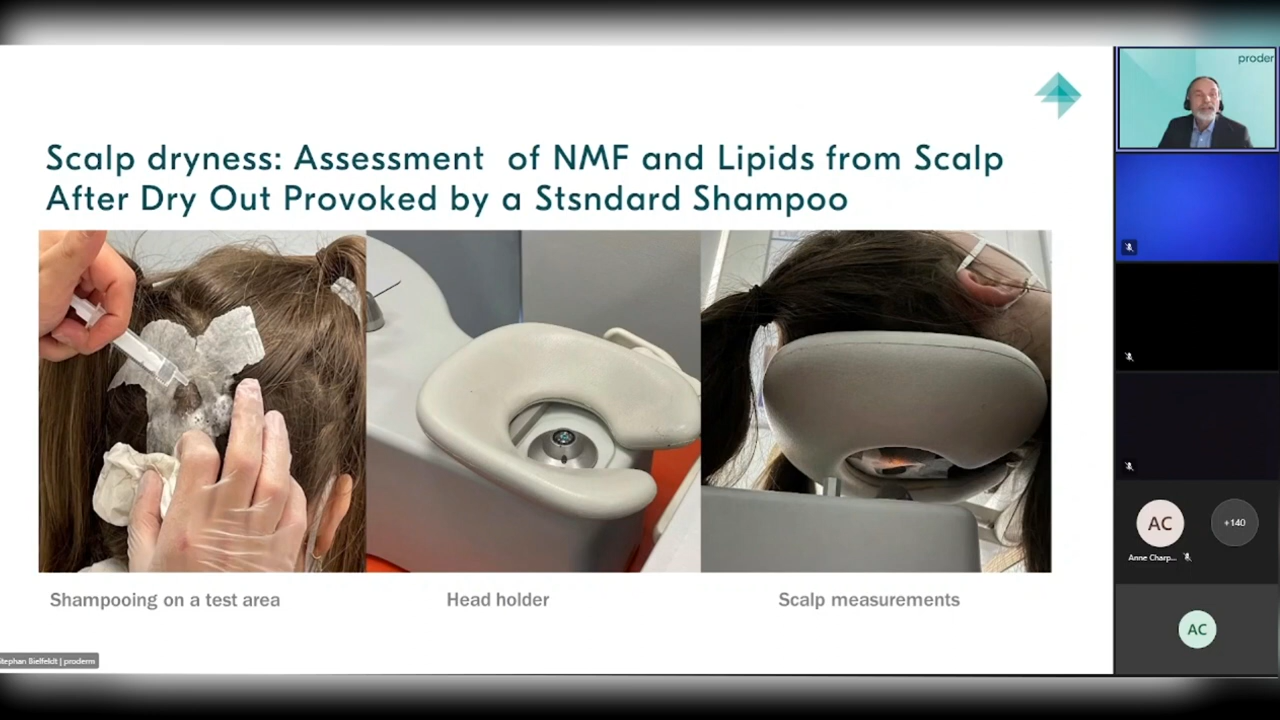 proder
Scalp dryness: Assessment of NMF and Lipids from Scalp
After Dry Out Provoked by a Stsndard Shampoo
Shampooing on a test area
Head holder
Scalp measurements
Stephan Bielfeldt | proderm
AC
+140
Anne Charp...
AC